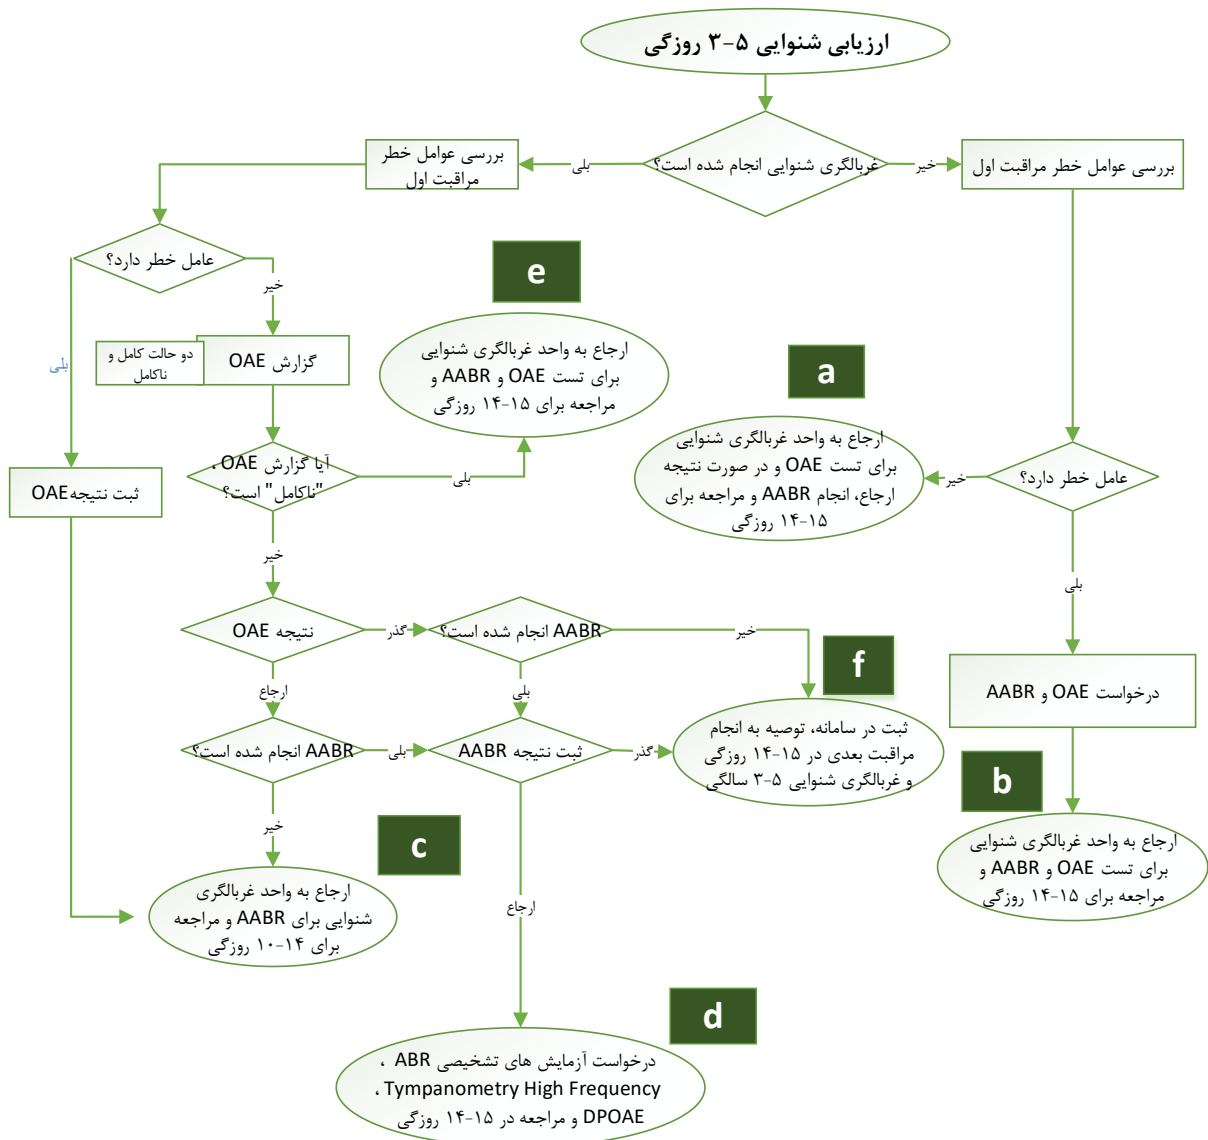 ارزیابی شنوایی ۵-۳ روزگی
غربالگری شنوایی انجام شده است؟
خیر
بررسی عوامل خطر مراقبت اول
بلی
بررسی عوامل خطر
مراقبت اول
عامل خطر دارد؟
خیر
بلی
گزارش OAE
دو حالت کامل و
ناکامل
e
ارجاع به واحد غربالگری شنوایی
برای تست OAE و AABR و
مراجعه برای ۱۵-۱۴ روزگی
a
ارجاع به واحد غربالگری شنوایی
برای تست OAE و در صورت نتیجه
ارجاع، انجام AABR و مراجعه برای
۱۴-۱۵ روزگی
خیر
عامل خطر دارد؟
بلی
آیا گزارش OAE ،
"ناکامل" است؟
بلی
ثبت نتیجه OAE
خیر
نتیجه OAE
گذر
AABR انجام شده است؟
خیر
ارجاع
بلی
f
درخواست OAE و AABR
AABR انجام شده است؟
بلی
ثبت نتیجه AABR
گذر
ثبت در سامانه، توصیه به انجام
مراقبت بعدی در ۱۵-۱۴ روزگی
و غربالگری شنوایی ۵-۳ سالگی
b
ارجاع به واحد غربالگری شنوایی
برای تست OAE و AABR و
مراجعه برای ۱۵-۱۴ روزگی
خیر
c
ارجاع به واحد غربالگری
شنوایی برای AABR و مراجعه
برای ۱۴-۱۰ روزگی
ارجاع
d
درخواست آزمایش های تشخیصی ABR ،
Tympanometry High Frequency ،
DPOAE و مراجعه در ۱۵-۱۴ روزگی